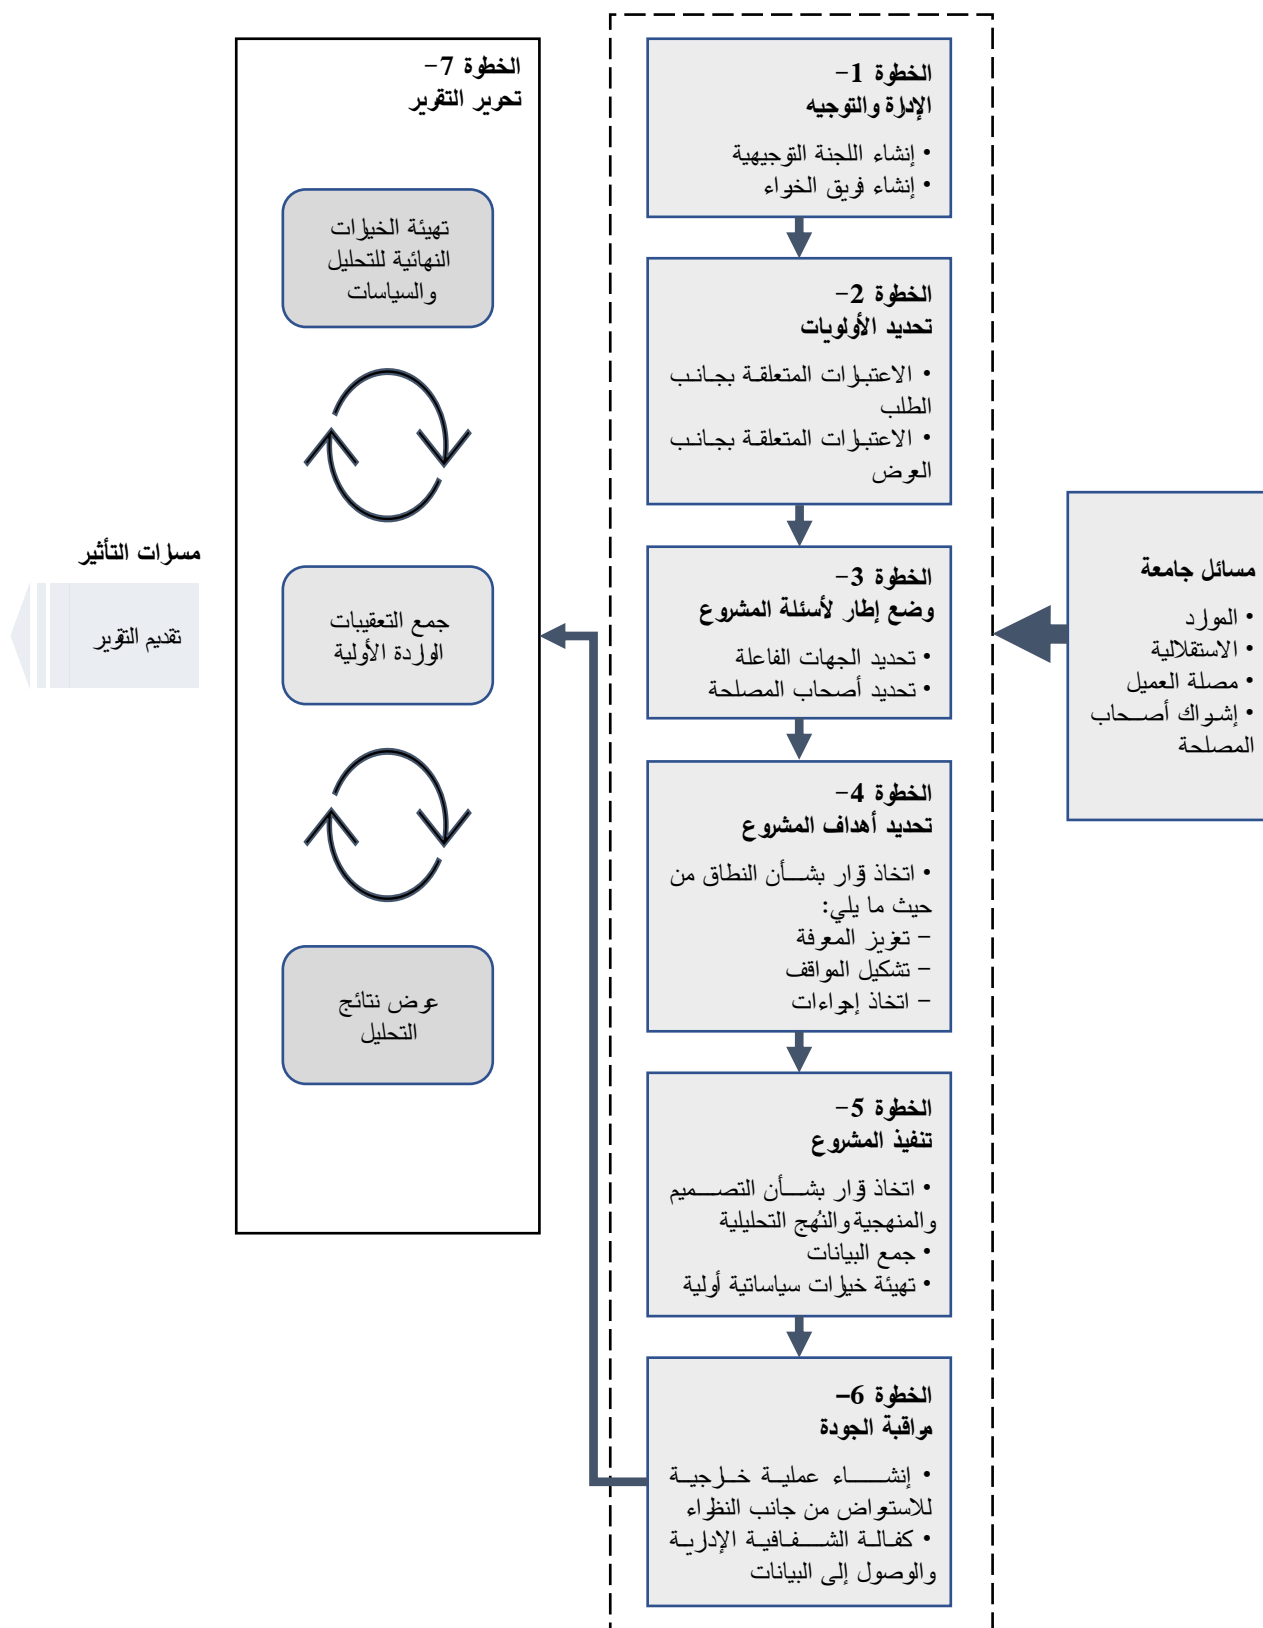 مسائل جامعة
• الموارد
• الاستقلالية
• مصلة العميل
• إشراك أصحاب
المصلحة
الخطوة 1-
الإدارة والتوجيه
• إنشاء اللجنة التوجيهية
• إنشاء فريق الخبراء
الخطوة 2-
تحديد الأولويات
• الاعتبارات المتعلقة بجانب
الطلب
• الاعتبارات المتعلقة بجانب
العرض
الخطوة 3-
وضع إطار لأسئلة المشروع
• تحديد الجهات الفاعلة
• تحديد أصحاب المصلحة
الخطوة 4-
تحديد أهداف المشروع
• اتخاذ قرار بشأن النطاق من
حيث ما يلي:
- تعزيز المعرفة
- تشكيل المواقف
- اتخاذ إجراءات
الخطوة 5-
تنفيذ المشروع
• اتخاذ قرار بشأن التصميم
والمنهجية والنُهج التحليلية
• جمع البيانات
• تهيئة خيارات سياساتية أولية
الخطوة 6-
مراقبة الجودة
• إنشاء عملية خارجية
للاستعراض من جانب النظراء
• كفالة الشفافية الإدارية
والوصول إلى البيانات
الخطوة 7-
تحرير التقرير
تهيئة الخيارات
النهائية للتحليل
والسياسات
جمع التعقيبات
الواردة الأولية
عرض نتائج
التحليل
مسارات التأثير
تقديم التقرير